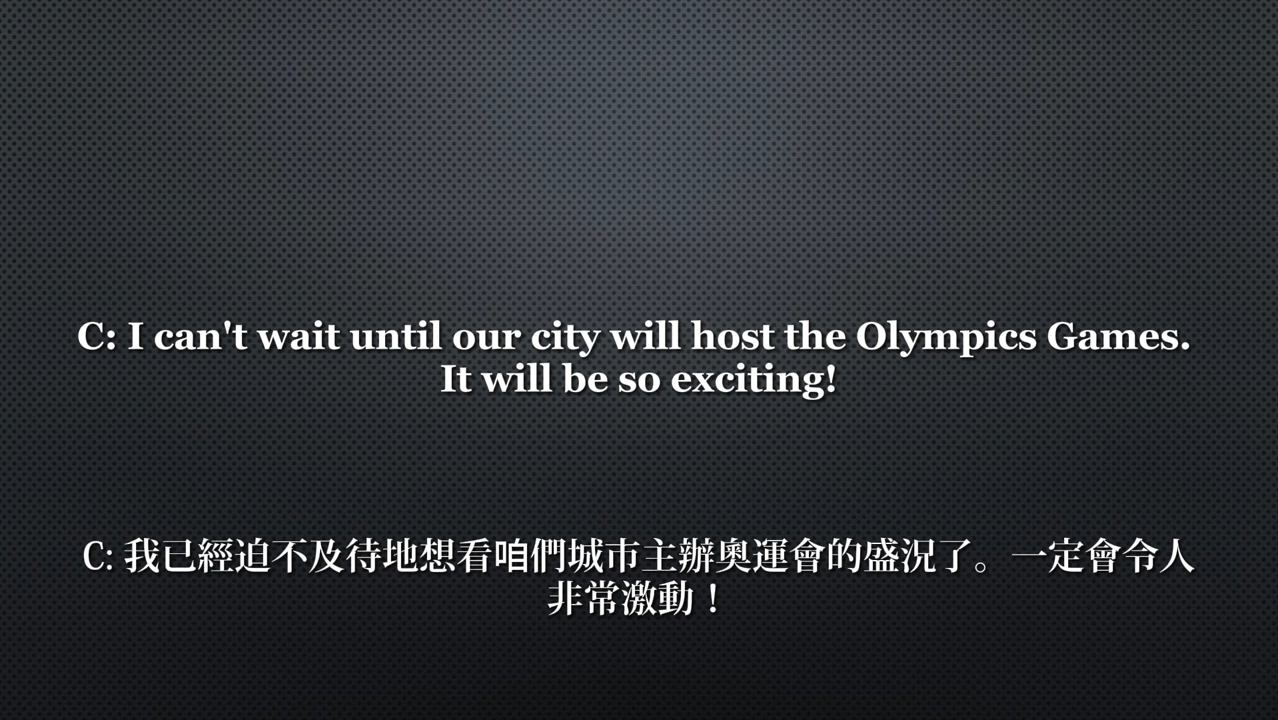 C: I can't wait until our city will host the Olympics Games.
It will be so exciting!
C: 我已經迫不及待地想看咱們城市主辦奧運會的盛況了。 一定會令人
非常激動！